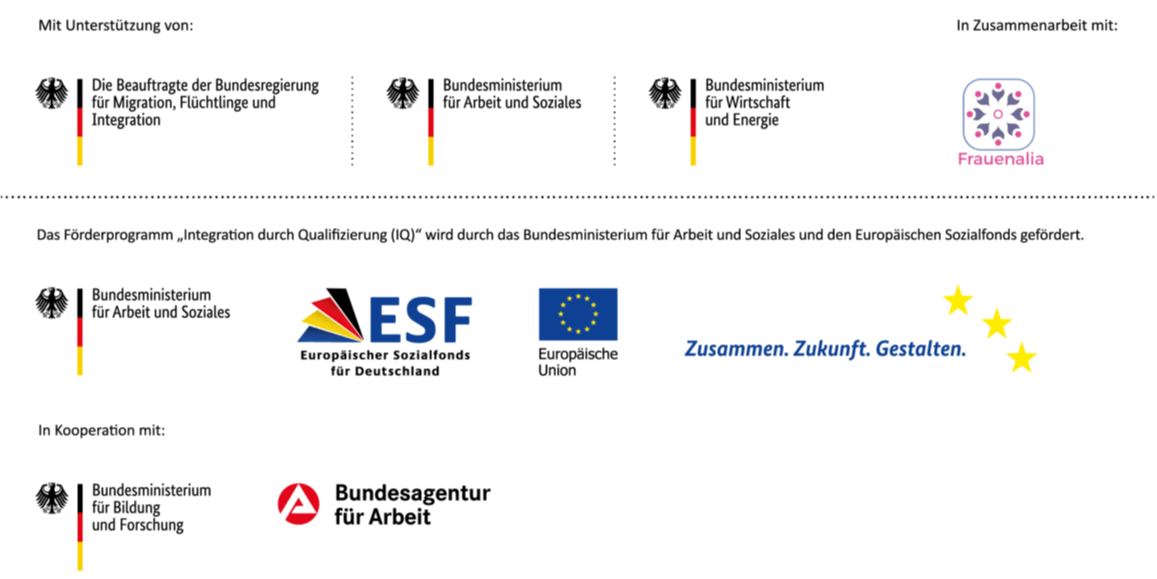 Mit Unterstützung von:
In Zusammenarbeit mit:
Die Beauftragte der Bundesregierung
für Migration, Flüchtlinge und
Integration
Bundesministerium
für Arbeit und Soziales
Bundesministerium
für Wirtschaft
und Energie
Frauenalia
Das Förderprogramm „Integration durch Qualifizierung (IQ)“ wird durch das Bundesministerium für Arbeit und Soziales und den Europäischen Sozialfonds gefördert.
Bundesministerium
für Arbeit und Soziales
ESF
Europäischer Sozialfonds
für Deutschland
Europäische
Union
Zusammen. Zukunft. Gestalten.
In Kooperation mit:
Bundesministerium
für Bildung
und Forschung
Bundesagentur
für Arbeit